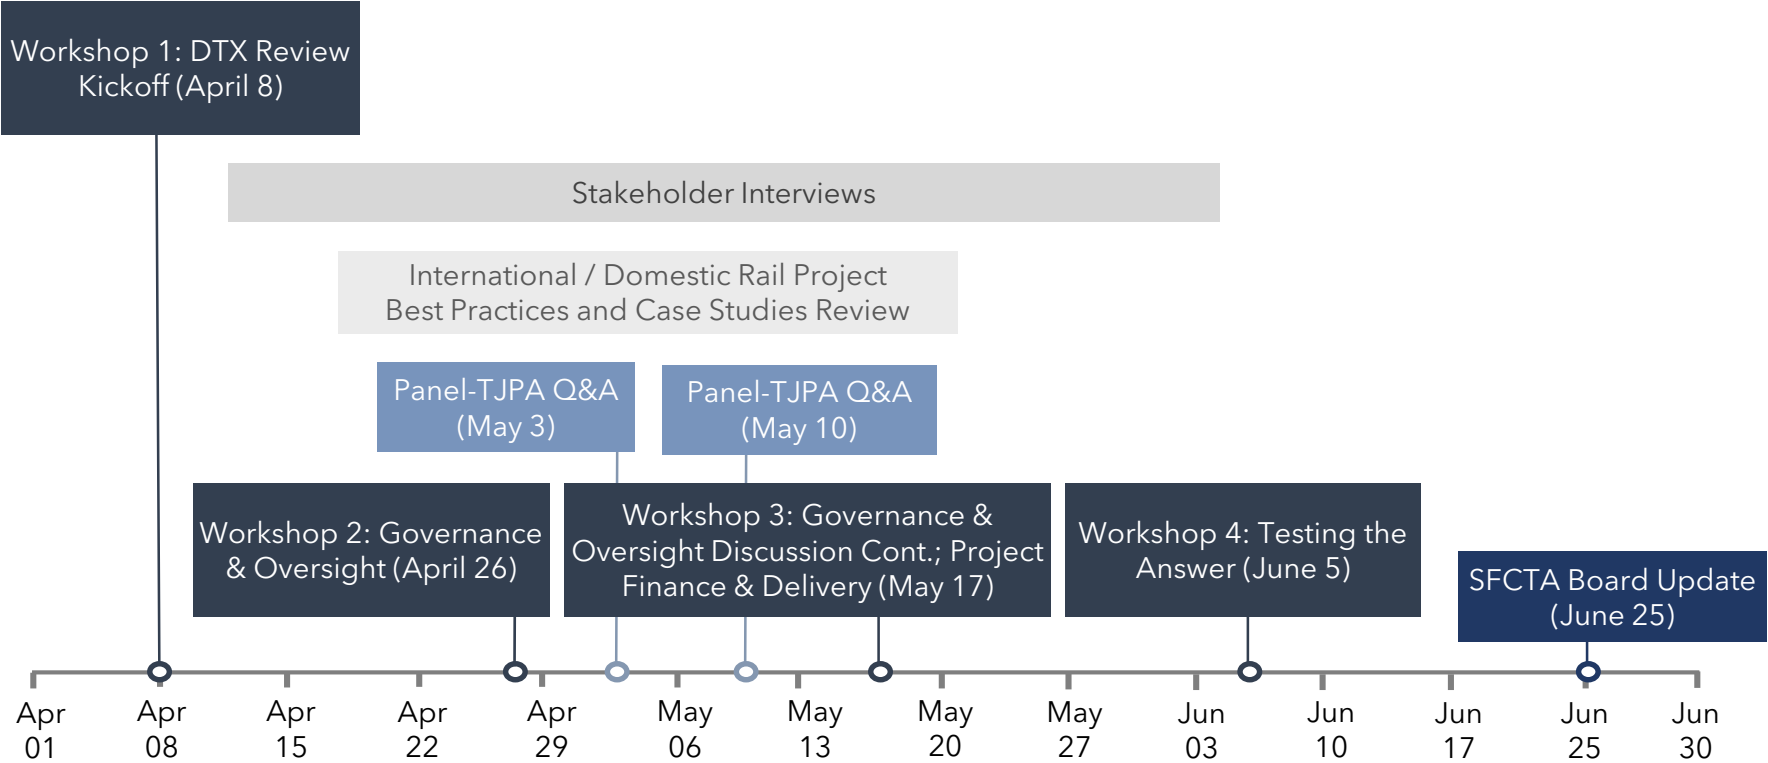 Workshop 1: DTX Review
Kickoff (April 8)
Stakeholder Interviews
International / Domestic Rail Project
Best Practices and Case Studies Review
Panel-TJPA Q&A
(May 3)
Panel-TJPA Q&A
(May 10)
Workshop 2: Governance
& Oversight (April 26)
Workshop 3: Governance &
Oversight Discussion Cont.; Project
Finance & Delivery (May 17)
Workshop 4: Testing the
Answer (June 5)
SFCTA Board Update
(June 25)
Apr
01
Apr
08
Apr
15
Apr
22
Apr
29
May
06
May
13
May
20
May
27
Jun
03
Jun
10
Jun
17
Jun
25
Jun
30